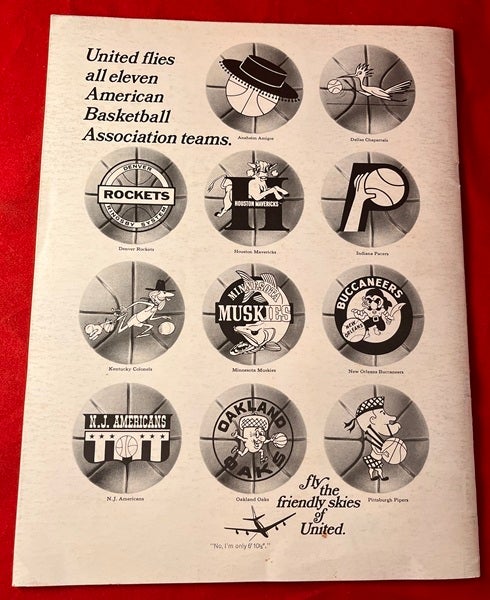 United flies
all eleven
American
Basketball
Association teams.
Anaheim Amigos
Dallas Chaparrals
DENVER
ROCKETS
Denver Rockets
H
HOUSTON MAVERICKS
Houston Mavericks
P
Indiana Pacers
Kentucky Colonels
MINNESOTA
MUSKIES
Minnesota Muskies
BUCCANEERS
NEW
ORLEANS
New Orleans Buccaneers
N.J. AMERICANS
N.J. Americans
OAKLAND
OAKS
Oakland Oaks
Pittsburgh Pipers
fly
the
friendly skies
of
United.
"No, I'm only 6' 10½"."